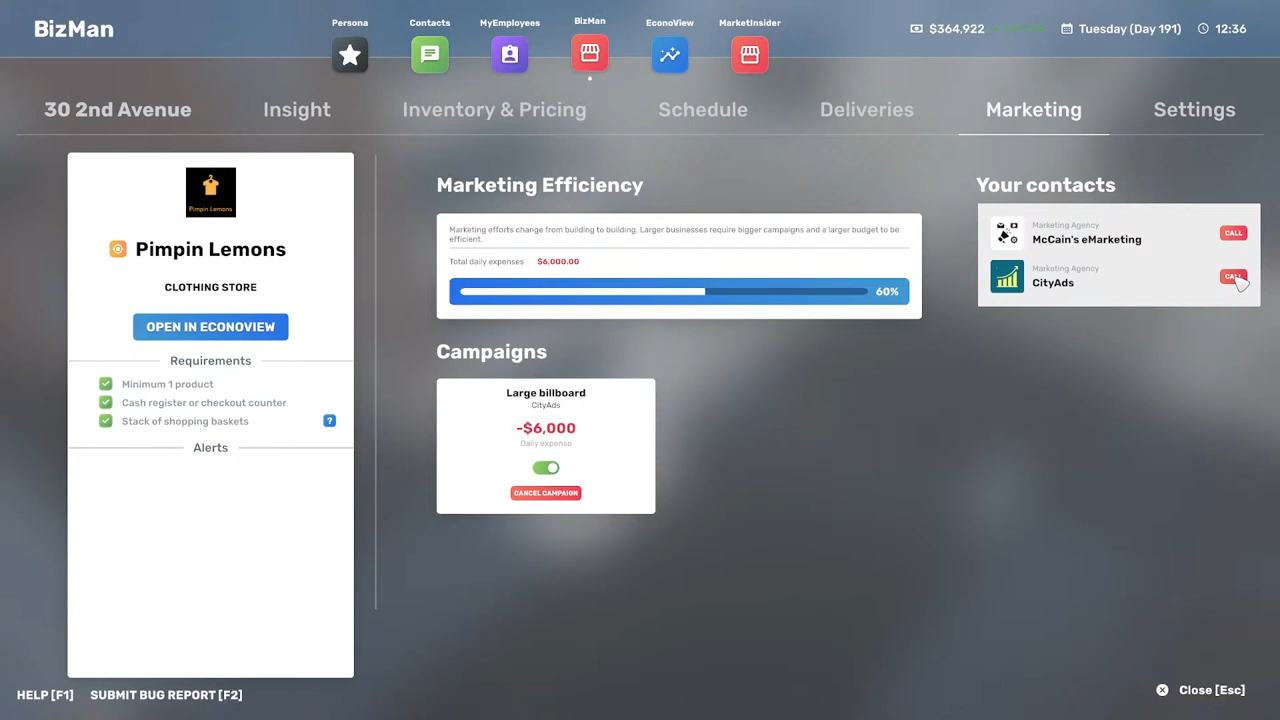 BizMan
Persona
Contacts
MyEmployees
BizMan
EconoView
MarketInsider
$364,922
Tuesday (Day 191)
12:36
30 2nd Avenue
Insight
Inventory & Pricing
Schedule
Deliveries
Marketing
Settings
Pimpin Lemons
Pimpin Lemons
CLOTHING STORE
OPEN IN ECONOVIEW
Requirements
Minimum 1 product
Cash register or checkout counter
Stack of shopping baskets
?
Alerts
Marketing Efficiency
Marketing efforts change from building to building. Larger businesses require bigger campaigns and a larger budget to be
efficient.
Total daily expenses $6,000.00
60%
Campaigns
Large billboard
CityAds
-$6,000
Daily expense
CANCEL CAMPAIGN
Your contacts
Marketing Agency
McCain's eMarketing
CALL
Marketing Agency
CityAds
CALL
HELP [F1]
SUBMIT BUG REPORT [F2]
Close [Esc]